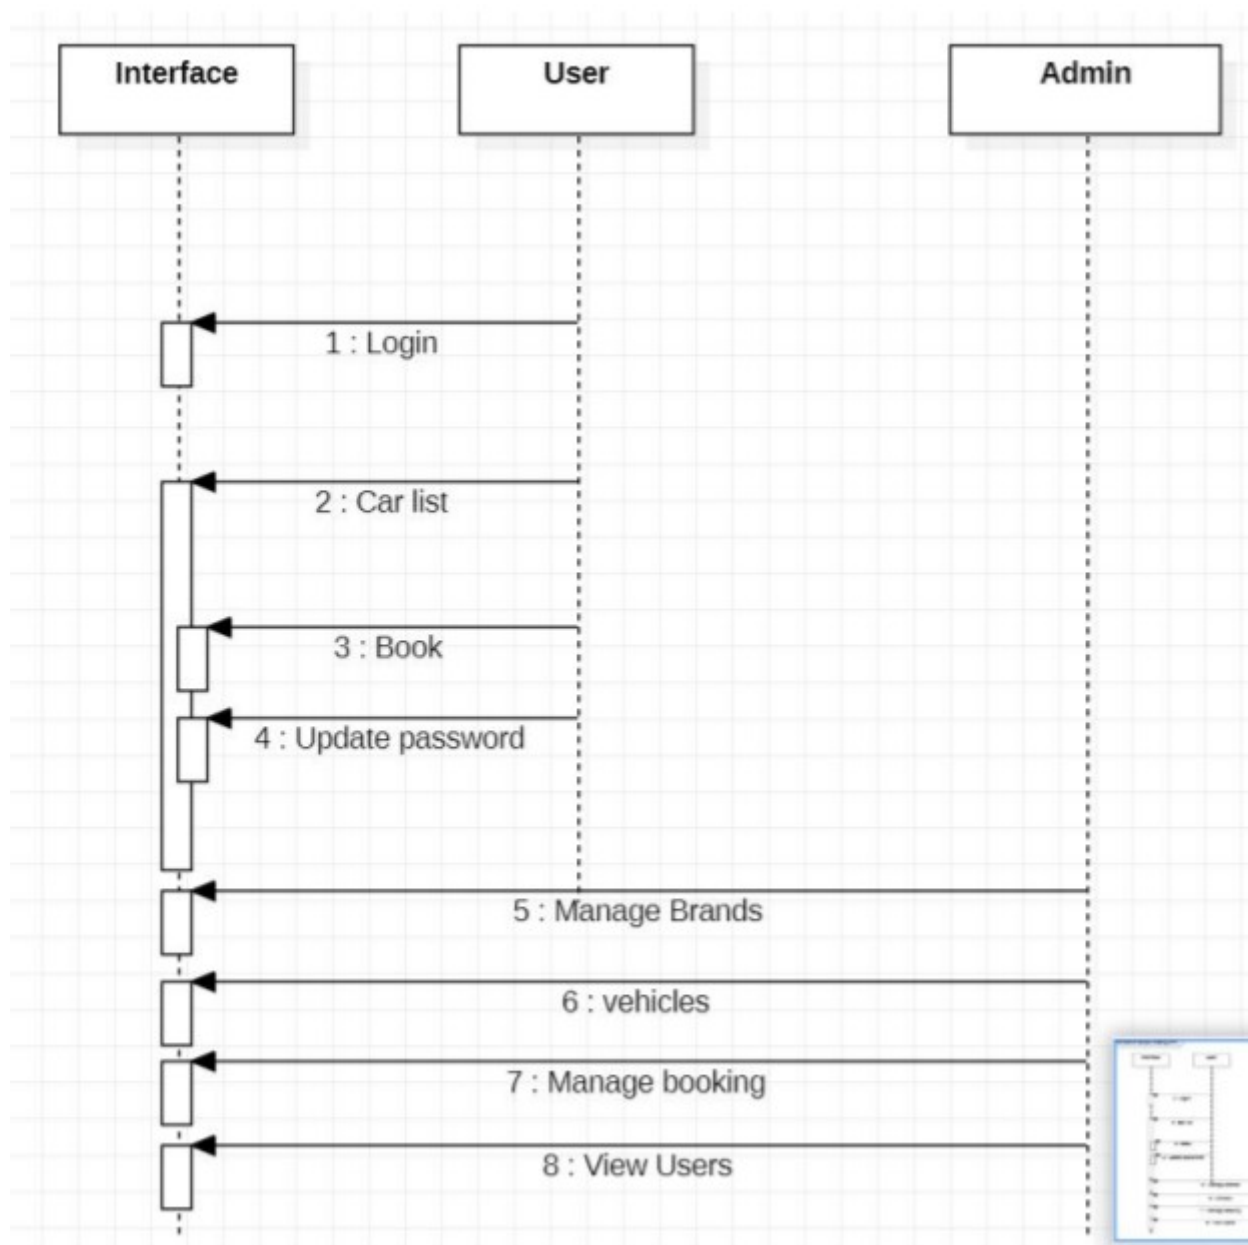 Interface
User
Admin
1 : Login
2 : Car list
3 : Book
4 : Update password
5 : Manage Brands
6 : vehicles
7 : Manage booking
8 : View Users